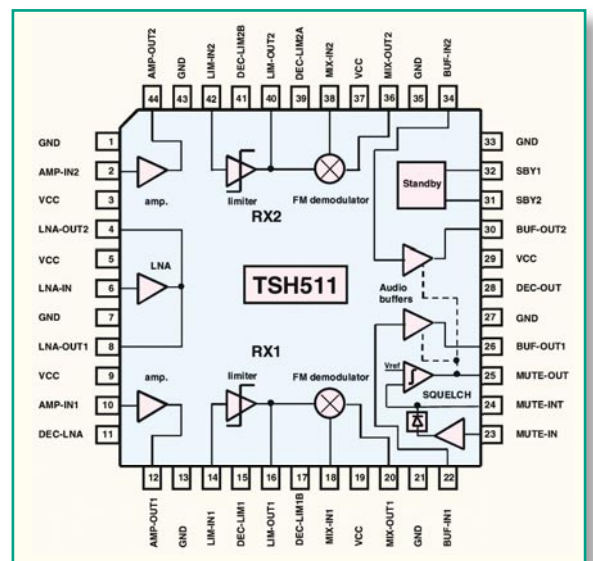 AMP-OUT2
GND
LIM-IN2
DEC-LIM2B
LIM-OUT2
DEC-LIM2A
MIX-IN2
VCC
MIX-OUT2
GND
BUF-IN2
44
43
42
41
40
39
38
37
36
35
34
GND
1
AMP-IN2
2
VCC
3
LNA-OUT2
4
VCC
5
LNA-IN
6
GND
7
LNA-OUT1
8
VCC
9
AMP-IN1
10
DEC-LNA
11
amp.
limiter
FM demodulator
RX2
Standby
LNA
TSH511
Audio
buffers
RX1
amp.
limiter
FM demodulator
Vref
SQUELCH
33
GND
32
SBY1
31
SBY2
30
BUF-OUT2
29
VCC
28
DEC-OUT
27
GND
26
BUF-OUT1
25
MUTE-OUT
24
MUTE-INT
23
MUTE-IN
12
13
14
15
16
17
18
19
20
21
22
AMP-OUT1
GND
LIM-IN1
DEC-LIM1
LIM-OUT1
DEC-LIM1B
MIX-IN1
VCC
MIX-OUT1
GND
BUF-IN1